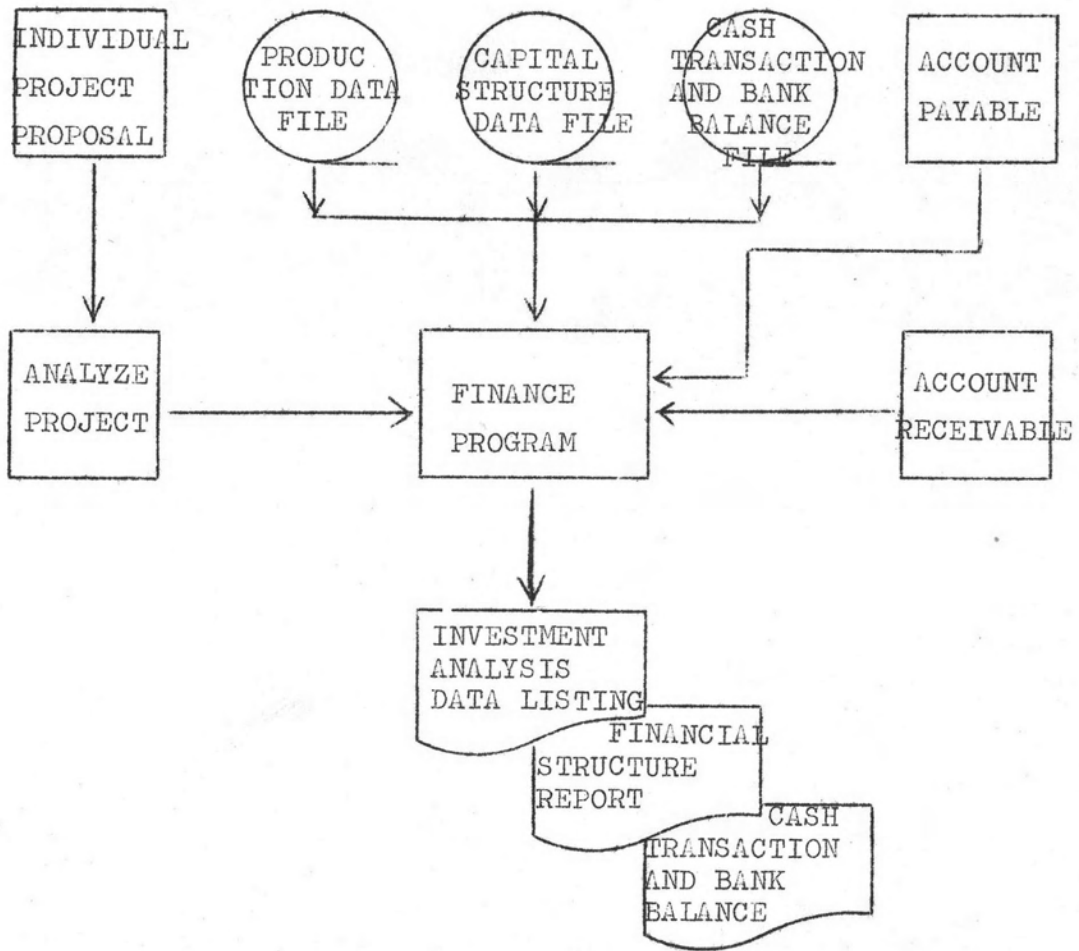 INDIVIDUAL
PROJECT
PROPOSAL
PRODUC
TION DATA
FILE
CAPITAL
STRUCTURE
DATA FILE
CASH
TRANSACTION
AND BANK
BALANCE
FILE
ACCOUNT
PAYABLE
ANALYZE
PROJECT
FINANCE
PROGRAM
ACCOUNT
RECEIVABLE
INVESTMENT
ANALYSIS
DATA LISTING
FINANCIAL
STRUCTURE
REPORT
CASH
TRANSACTION
AND BANK
BALANCE